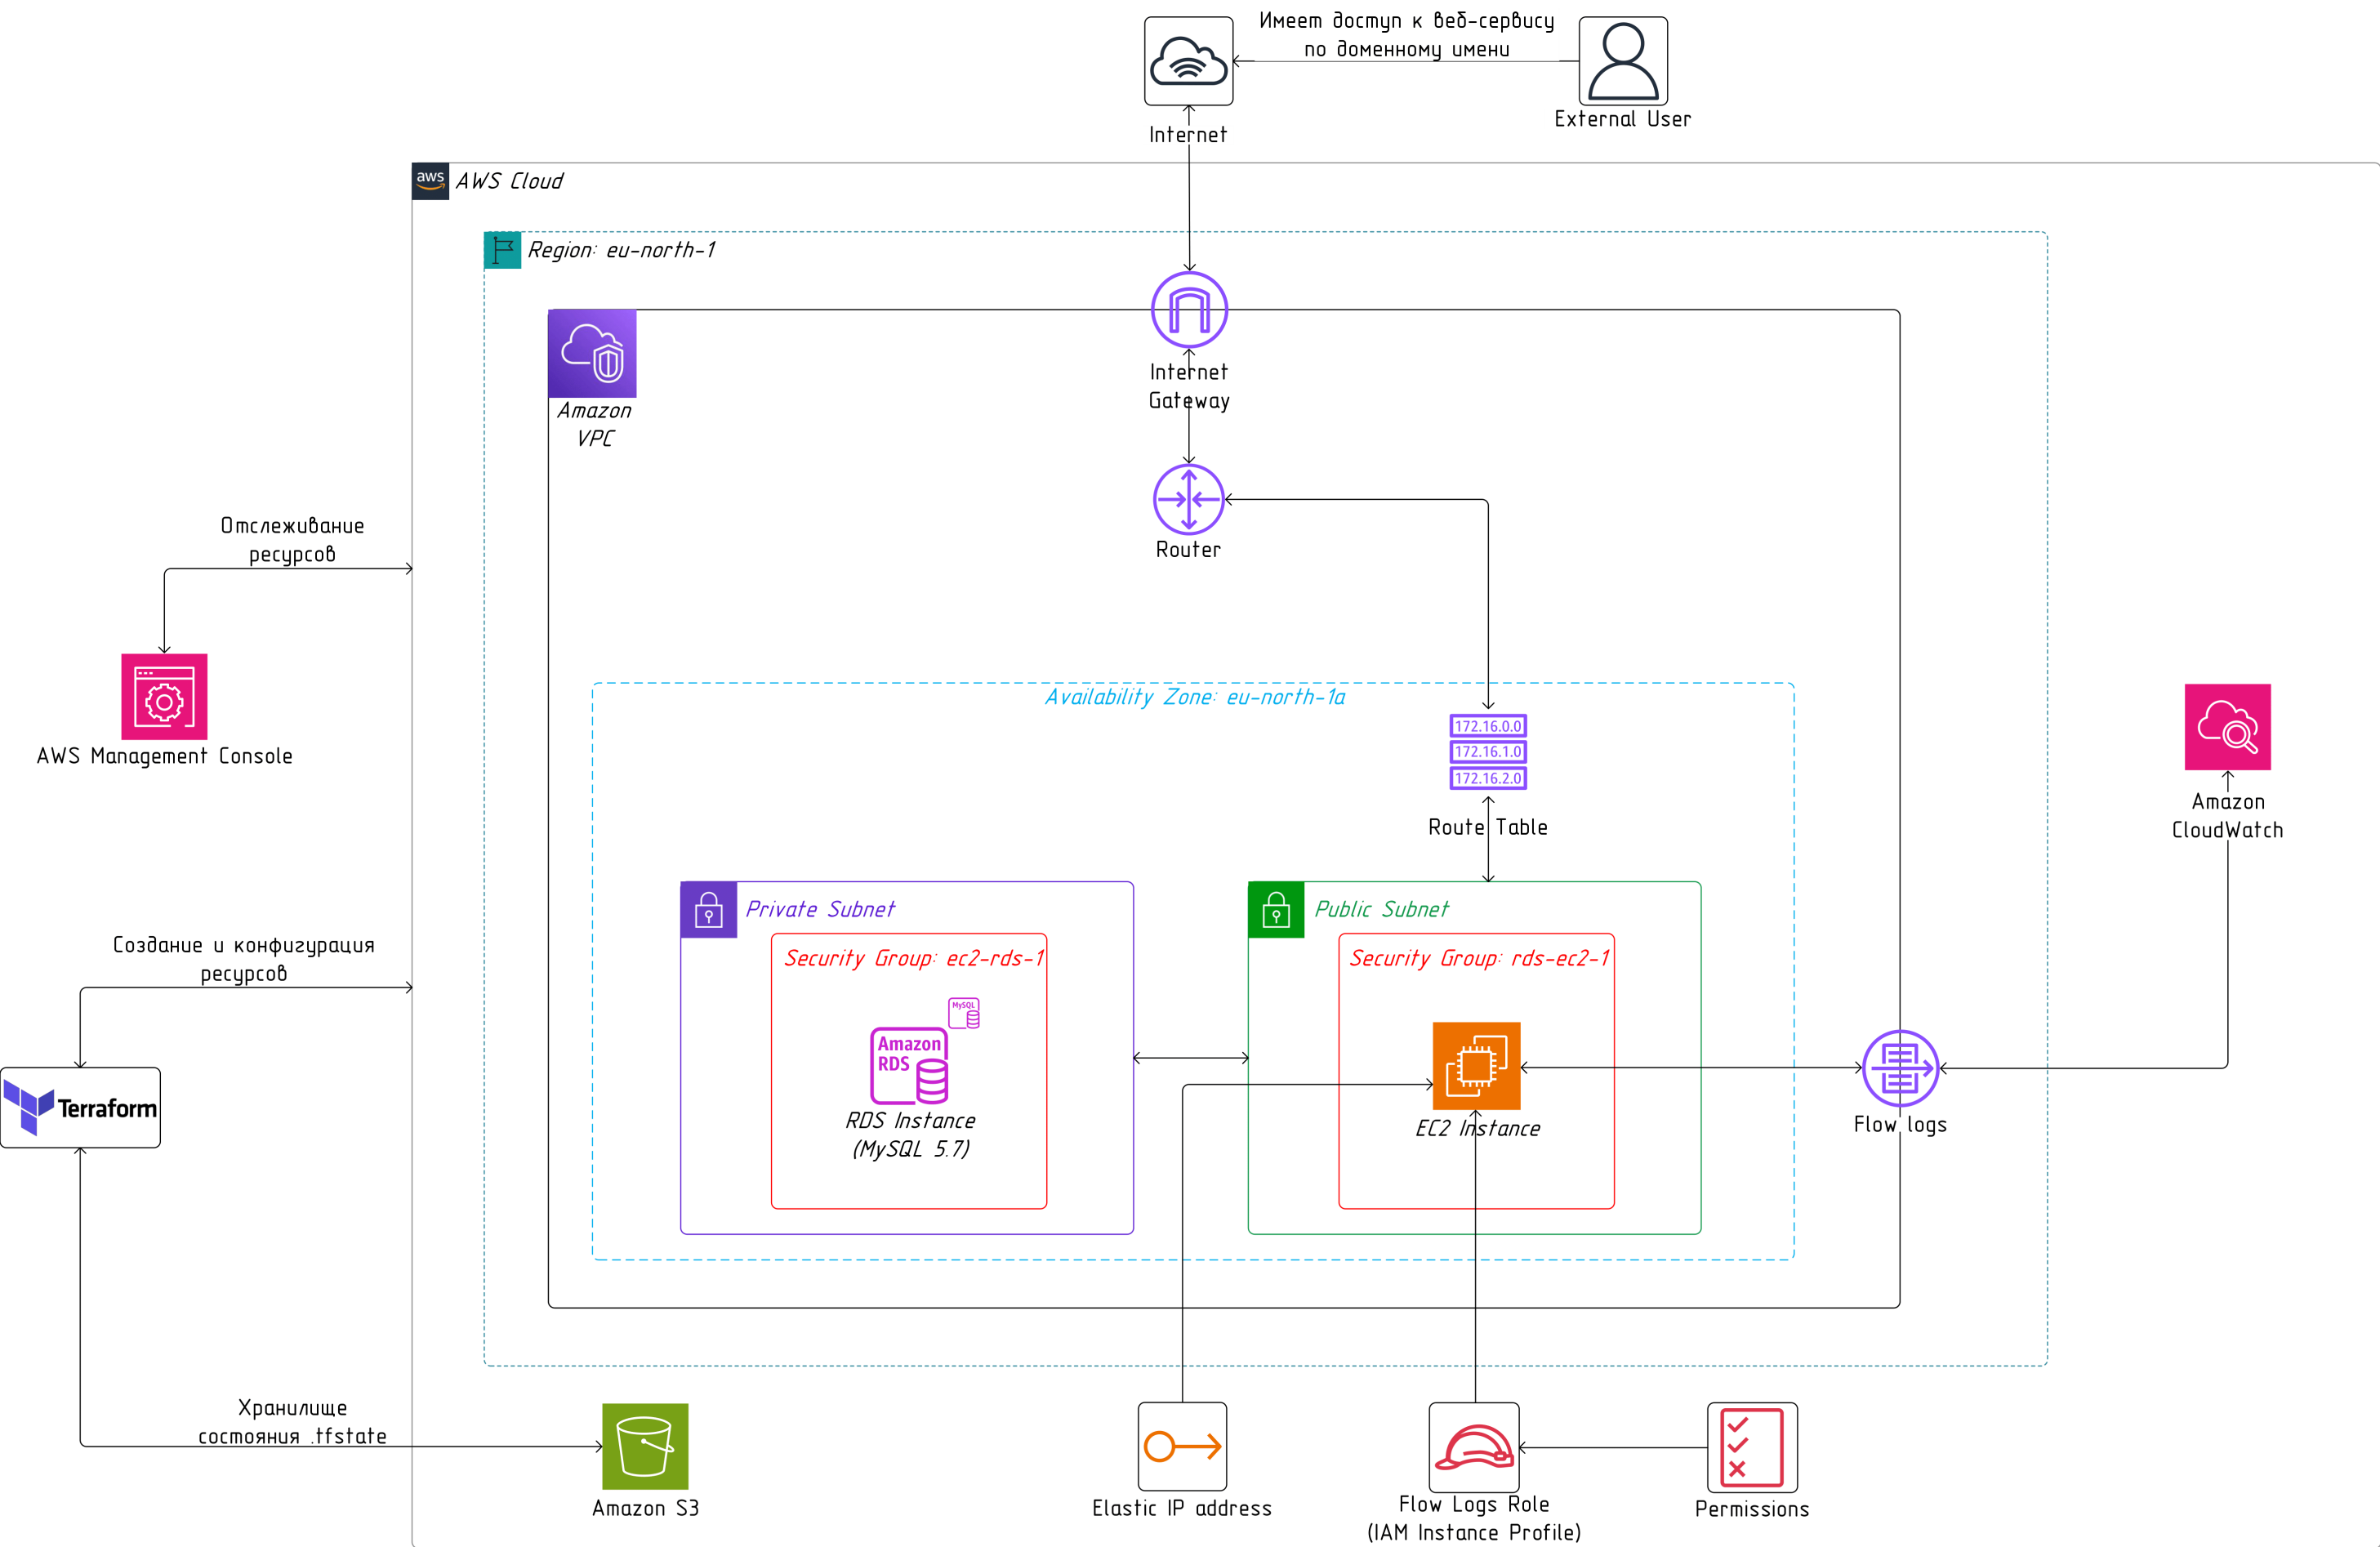 Имеет доступ к веб-сервису
по доменному имени
Internet
External User
aws
AWS Cloud
Region: eu-north-1
Amazon
VPC
Internet
Gateway
Router
Отслеживание
ресурсов
AWS Management Console
Availability Zone: eu-north-1a
172.16.0.0
172.16.1.0
172.16.2.0
Route Table
Amazon
CloudWatch
Private Subnet
Public Subnet
Security Group: ec2-rds-1
Security Group: rds-ec2-1
MySQL
Amazon
RDS
RDS Instance
(MySQL 5.7)
EC2 Instance
Flow logs
Создание и конфигурация
ресурсов
Terraform
Хранилище
состояния .tfstate
Amazon S3
Elastic IP address
Flow Logs Role
(IAM Instance Profile)
Permissions